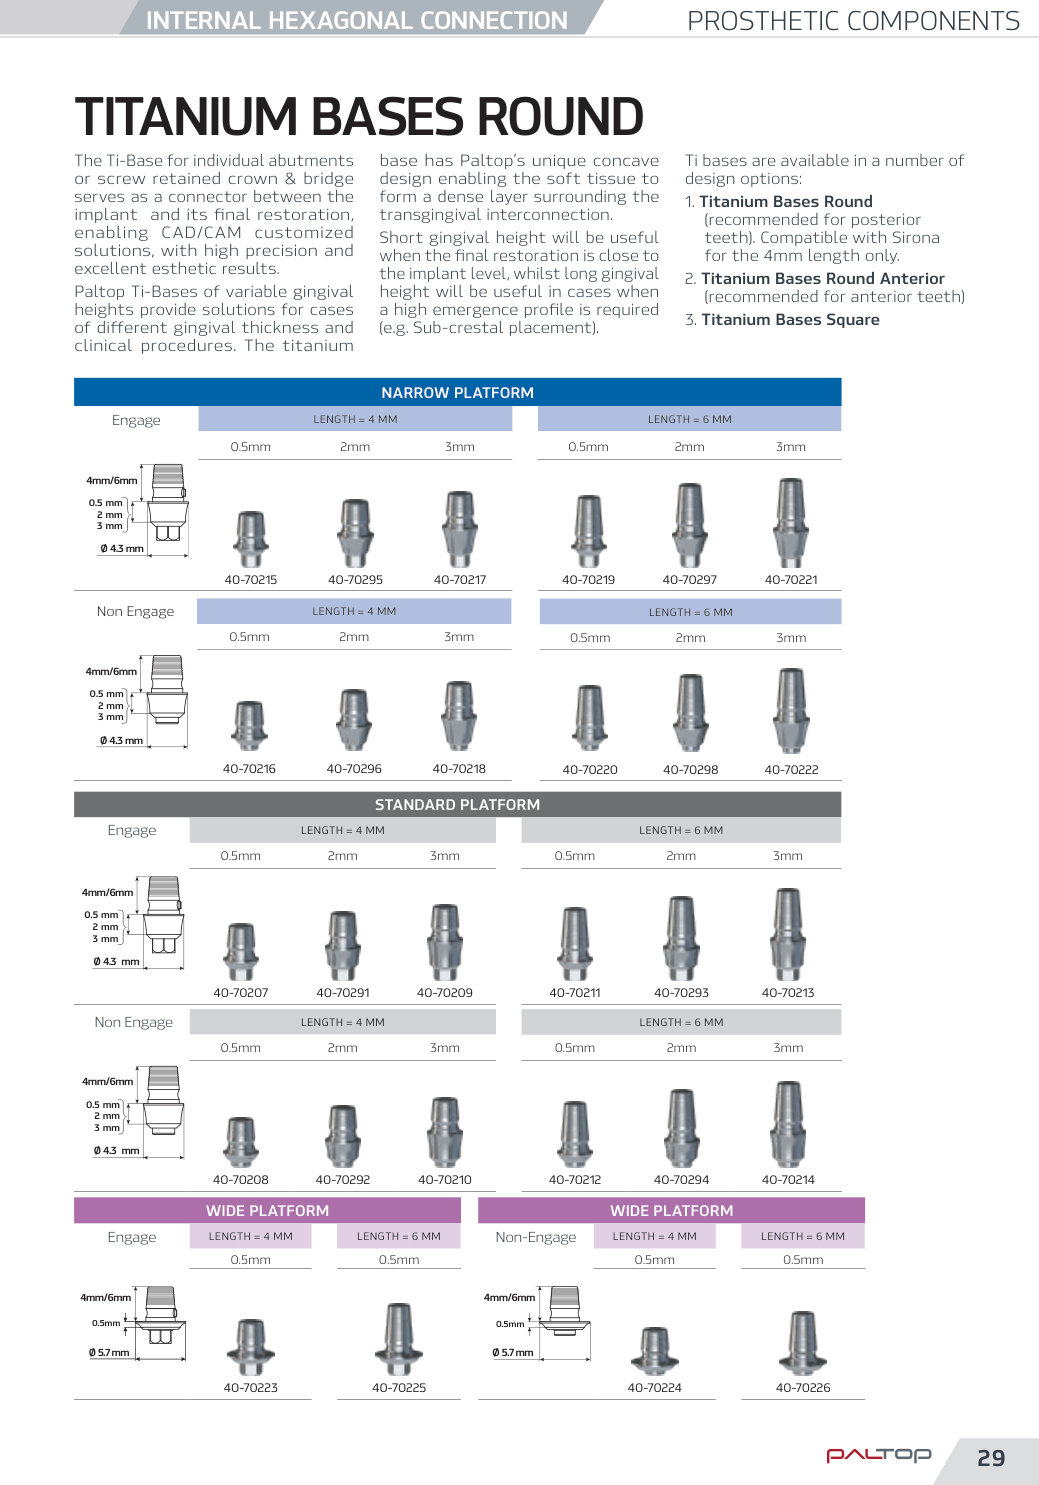 INTERNAL HEXAGONAL CONNECTION
PROSTHETIC COMPONENTS
TITANIUM BASES ROUND
The Ti-Base for individual abutments
or screw retained crown & bridge
serves as a connector between the
implant and its final restoration,
enabling CAD/CAM customized
solutions, with high precision and
excellent esthetic results.
Paltop Ti-Bases of variable gingival
heights provide solutions for cases
of different gingival thickness and
clinical procedures. The titanium
base has Paltop's unique concave
design enabling the soft tissue to
form a dense layer surrounding the
transgingival interconnection.
Short gingival height will be useful
when the final restoration is close to
the implant level, whilst long gingival
height will be useful in cases when
a high emergence profile is required
(e.g. Sub-crestal placement).
Ti bases are available in a number of
design options:
1. Titanium Bases Round
(recommended for posterior
teeth). Compatible with Sirona
for the 4mm length only.
2. Titanium Bases Round Anterior
(recommended for anterior teeth)
3. Titanium Bases Square
NARROW PLATFORM
Engage LENGTH = 4 MM LENGTH = 6 MM
0.5mm 2mm 3mm 0.5mm 2mm 3mm
4mm/6mm
0.5 mm
2 mm
3 mm
Ø 4.3 mm
40-70215 40-70295 40-70217 40-70219 40-70297 40-70221
Non Engage LENGTH = 4 MM LENGTH = 6 MM
0.5mm 2mm 3mm 0.5mm 2mm 3mm
4mm/6mm
0.5 mm
2 mm
3 mm
Ø 4.3 mm
40-70216 40-70296 40-70218 40-70220 40-70298 40-70222
STANDARD PLATFORM
Engage LENGTH = 4 MM LENGTH = 6 MM
0.5mm 2mm 3mm 0.5mm 2mm 3mm
4mm/6mm
0.5 mm
2 mm
3 mm
Ø 4.3 mm
40-70207 40-70291 40-70209 40-70211 40-70293 40-70213
Non Engage LENGTH = 4 MM LENGTH = 6 MM
0.5mm 2mm 3mm 0.5mm 2mm 3mm
4mm/6mm
0.5 mm
2 mm
3 mm
Ø 4.3 mm
40-70208 40-70292 40-70210 40-70212 40-70294 40-70214
WIDE PLATFORM WIDE PLATFORM
Engage LENGTH = 4 MM LENGTH = 6 MM Non-Engage LENGTH = 4 MM LENGTH = 6 MM
0.5mm 0.5mm 0.5mm 0.5mm
4mm/6mm 4mm/6mm
0.5mm 0.5mm
Ø 5.7 mm Ø 5.7 mm
40-70223 40-70225 40-70224 40-70226
PALTOP
29